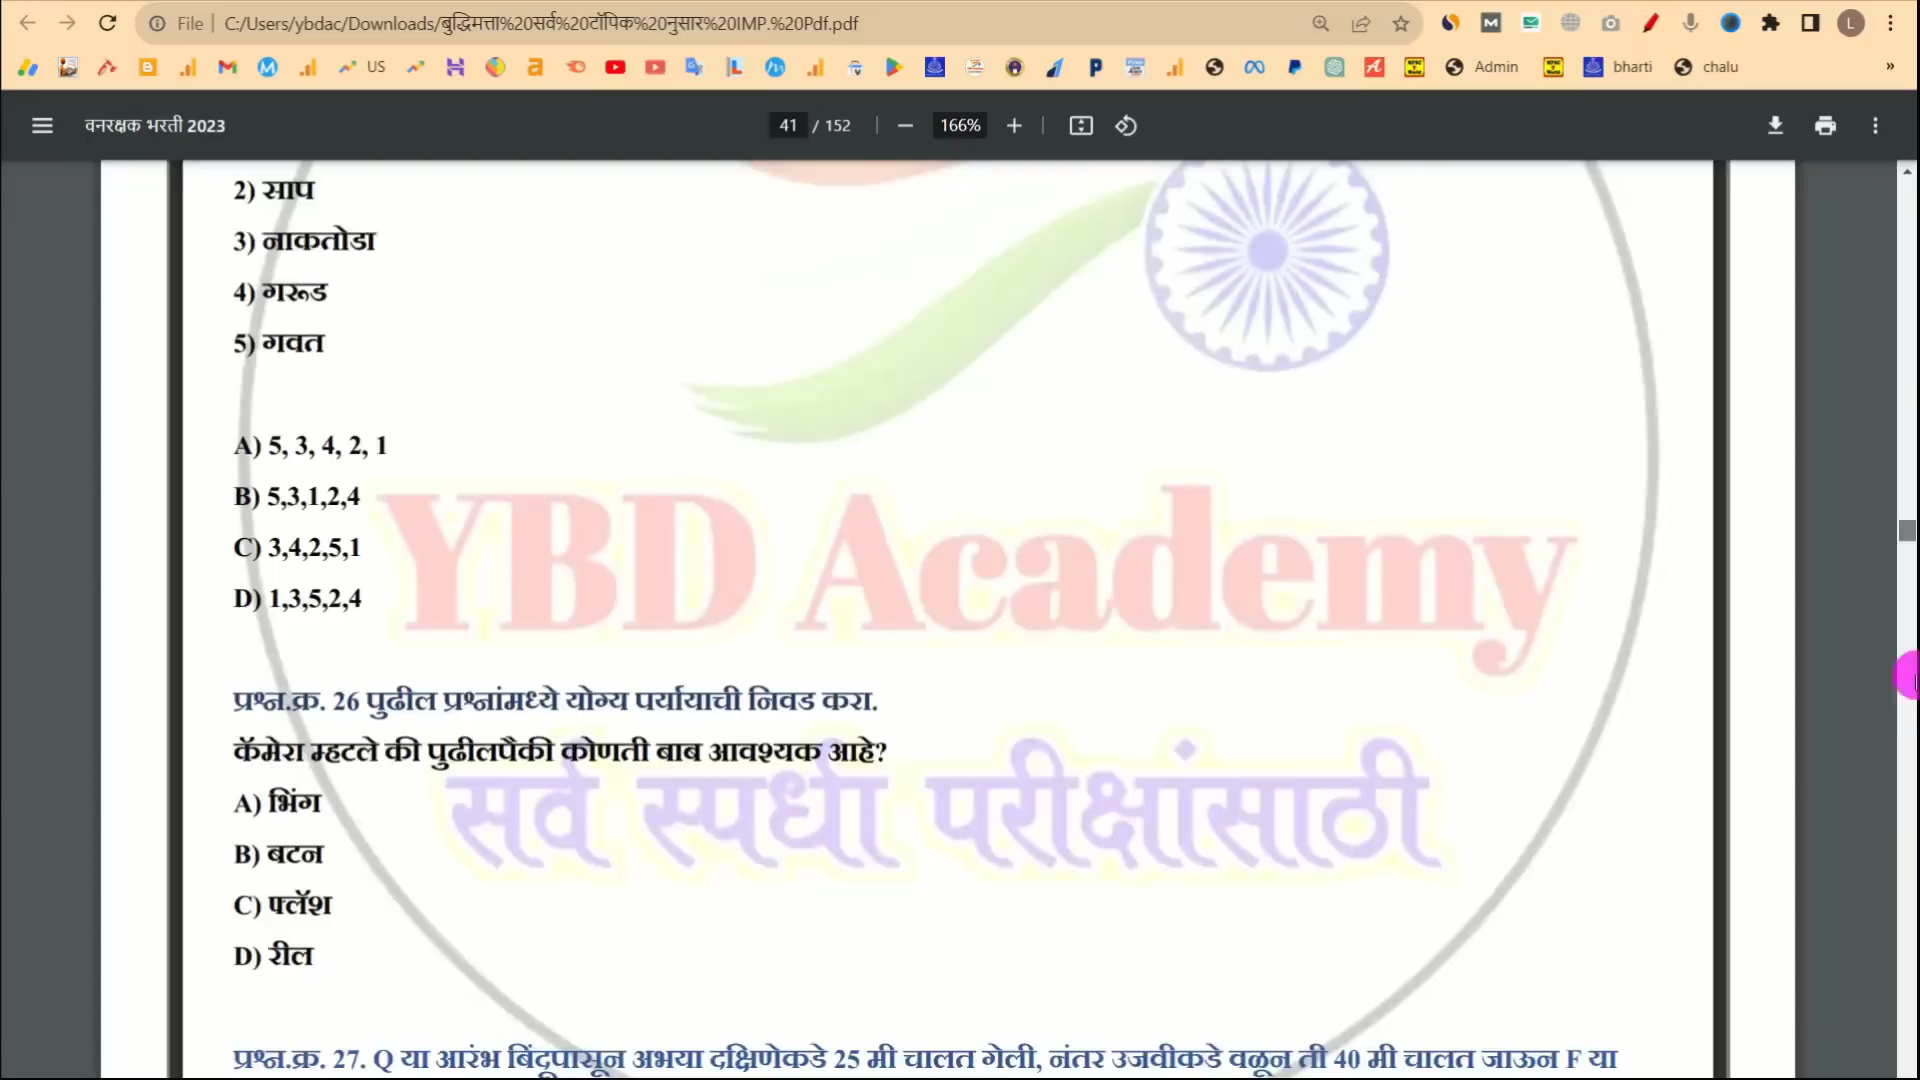 File | C:/Users/ybdac/Downloads/बुद्धिमत्ता%20सर्व%20टॉपिक%20नुसार%20IMP.%20Pdf.pdf
US
Admin
bharti
chalu
»
वनरक्षक भरती 2023
41 / 152
166%
2) साप
3) नाकतोडा
4) गरूड
5) गवत
A) 5, 3, 4, 2, 1
B) 5,3,1,2,4
C) 3,4,2,5,1
D) 1,3,5,2,4
YBD Academy
प्रश्न.क्र. 26 पुढील प्रश्नांमध्ये योग्य पर्यायाची निवड करा.
कॅमेरा म्हटले की पुढीलपैकी कोणती बाब आवश्यक आहे?
सर्व स्पर्धा परीक्षांसाठी
A) भिंग
B) बटन
C) फ्लॅश
D) रील
प्रश्न.क्र. 27. Q या आरंभ बिंदूपासून अभया दक्षिणेकडे 25 मी चालत गेली, नंतर उजवीकडे वळून ती 40 मी चालत जाऊन F या